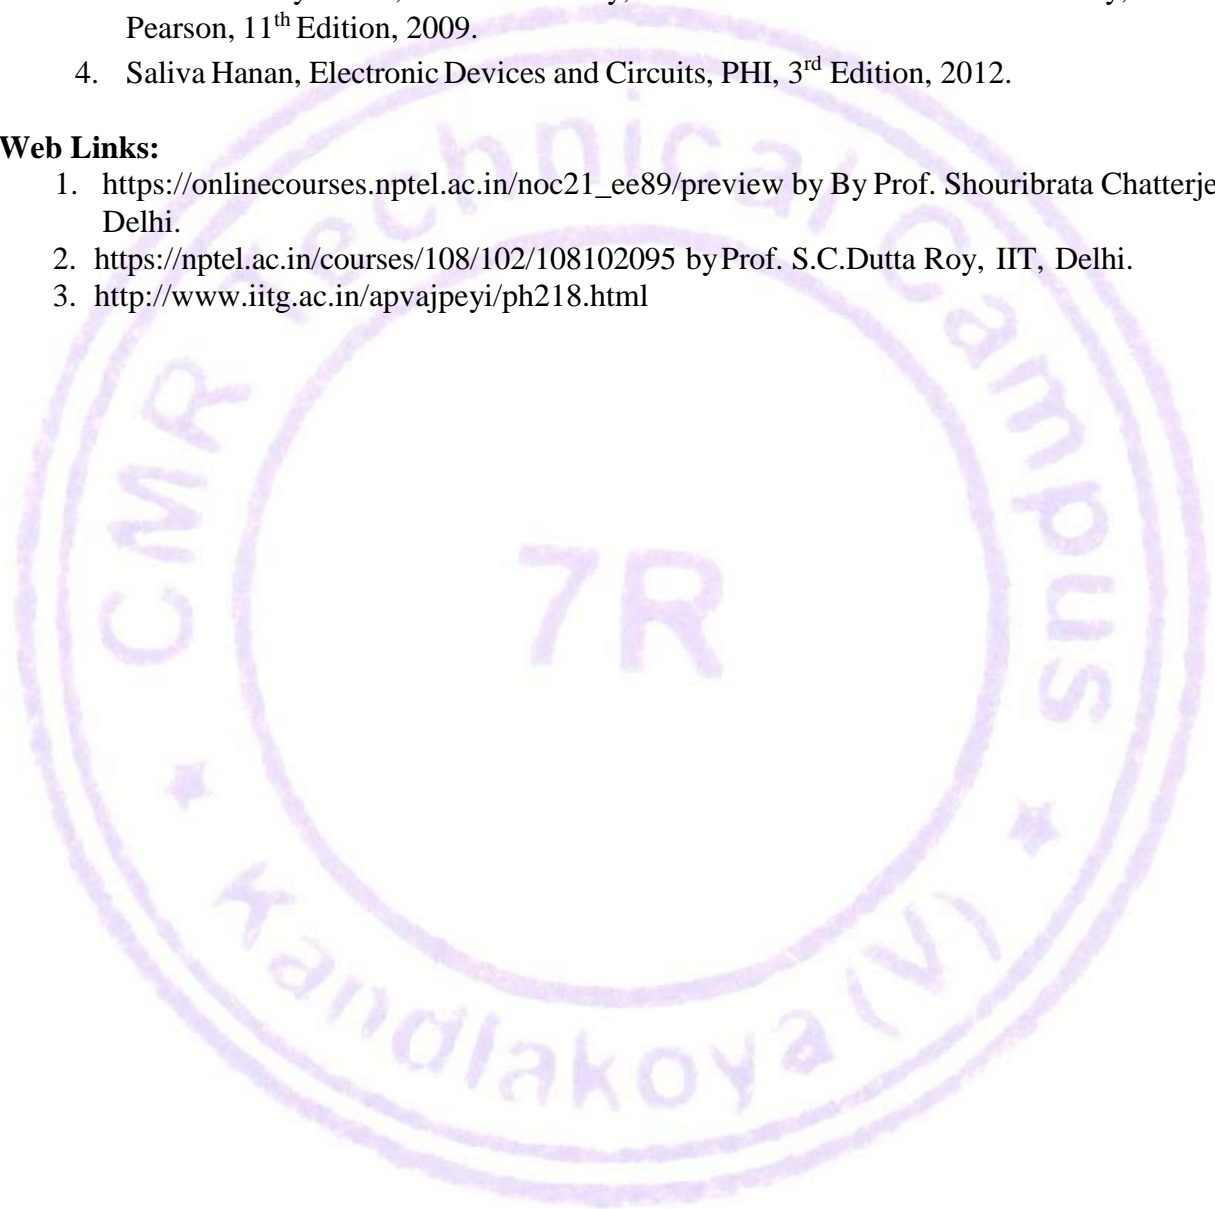 Pearson, 11th Edition, 2009.
4. Saliva Hanan, Electronic Devices and Circuits, PHI, 3rd Edition, 2012.
Web Links:
1. https://onlinecourses.nptel.ac.in/noc21_ee89/preview by By Prof. Shouribrata Chatterje
Delhi.
2. https://nptel.ac.in/courses/108/102/108102095 by Prof. S.C.Dutta Roy, IIT, Delhi.
3. http://www.iitg.ac.in/apvajpeyi/ph218.html
CMR Technical Campus
7R
Kandlakoya (V)